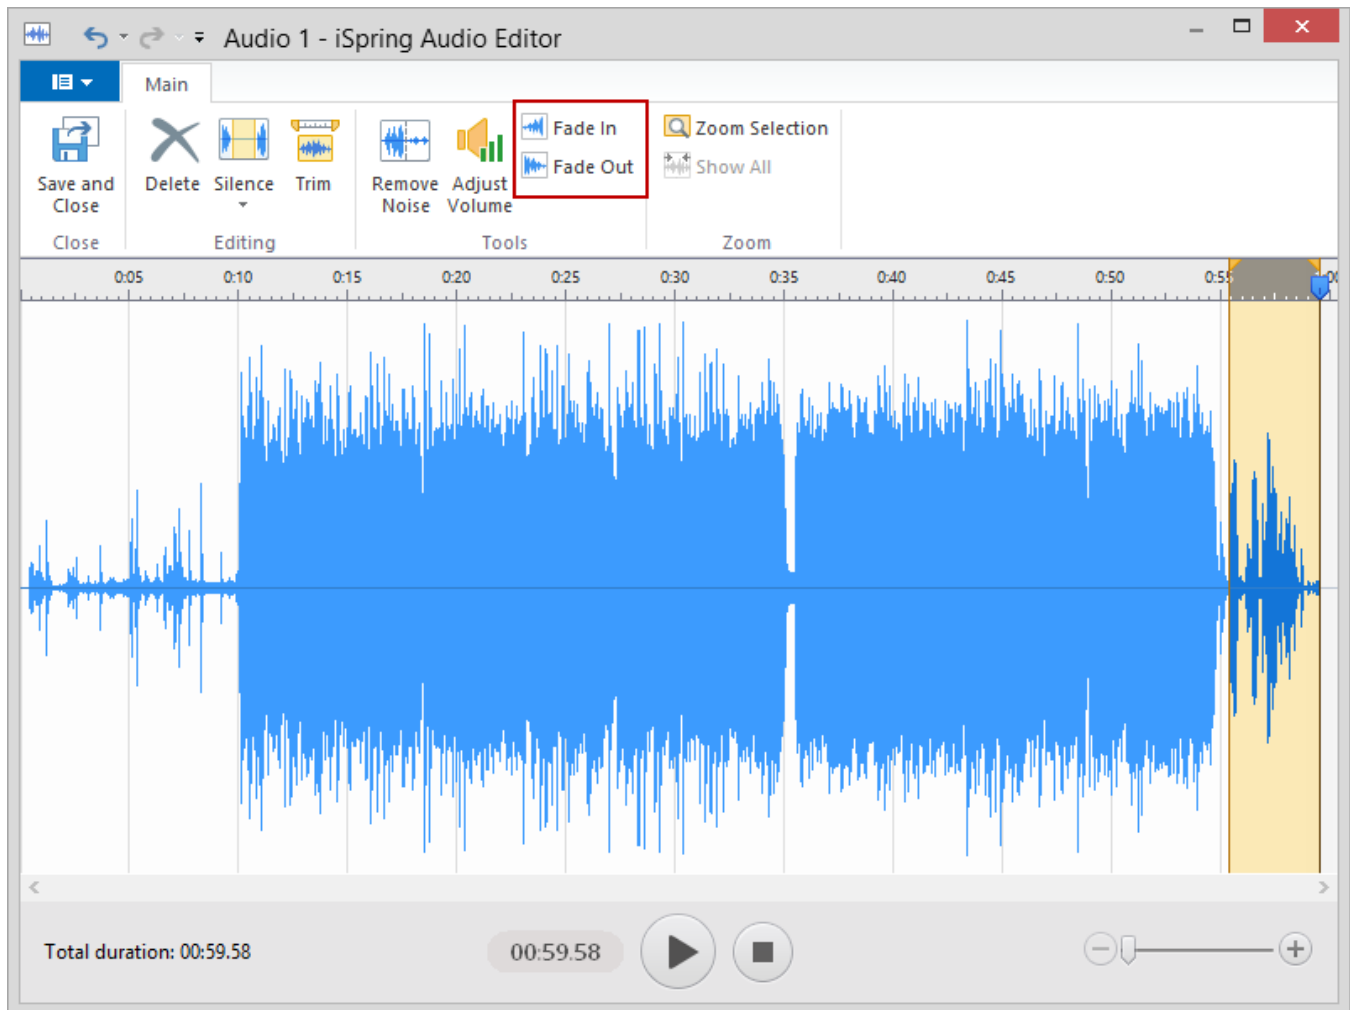 Audio 1 - iSpring Audio Editor
Main
Save and
Close
Delete
Silence
Trim
Remove
Noise
Adjust
Volume
Fade In
Fade Out
Zoom Selection
Show All
Close
Editing
Tools
Zoom
0:05 0:10 0:15 0:20 0:25 0:30 0:35 0:40 0:45 0:50
Total duration: 00:59.58
00:59.58